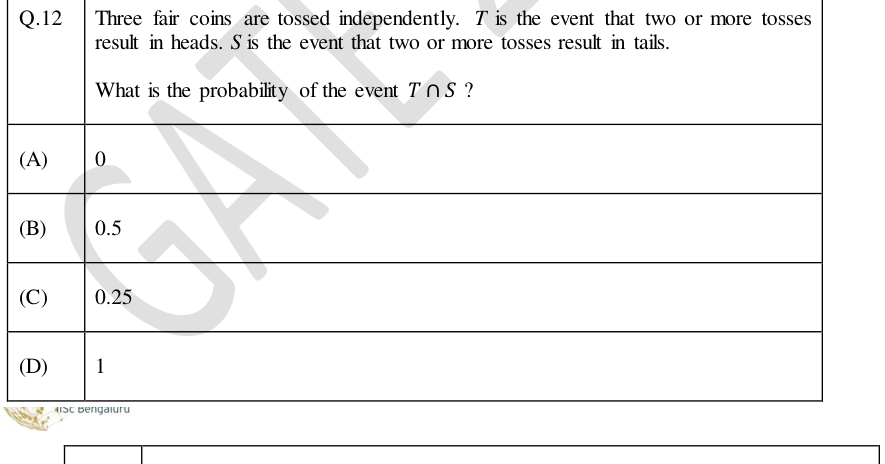 Q.12 Three fair coins are tossed independently. T is the event that two or more tosses
result in heads. S is the event that two or more tosses result in tails.
What is the probability of the event T ∩ S ?
(A) 0
(B) 0.5
(C) 0.25
(D) 1
IISc Bengaluru
GATE